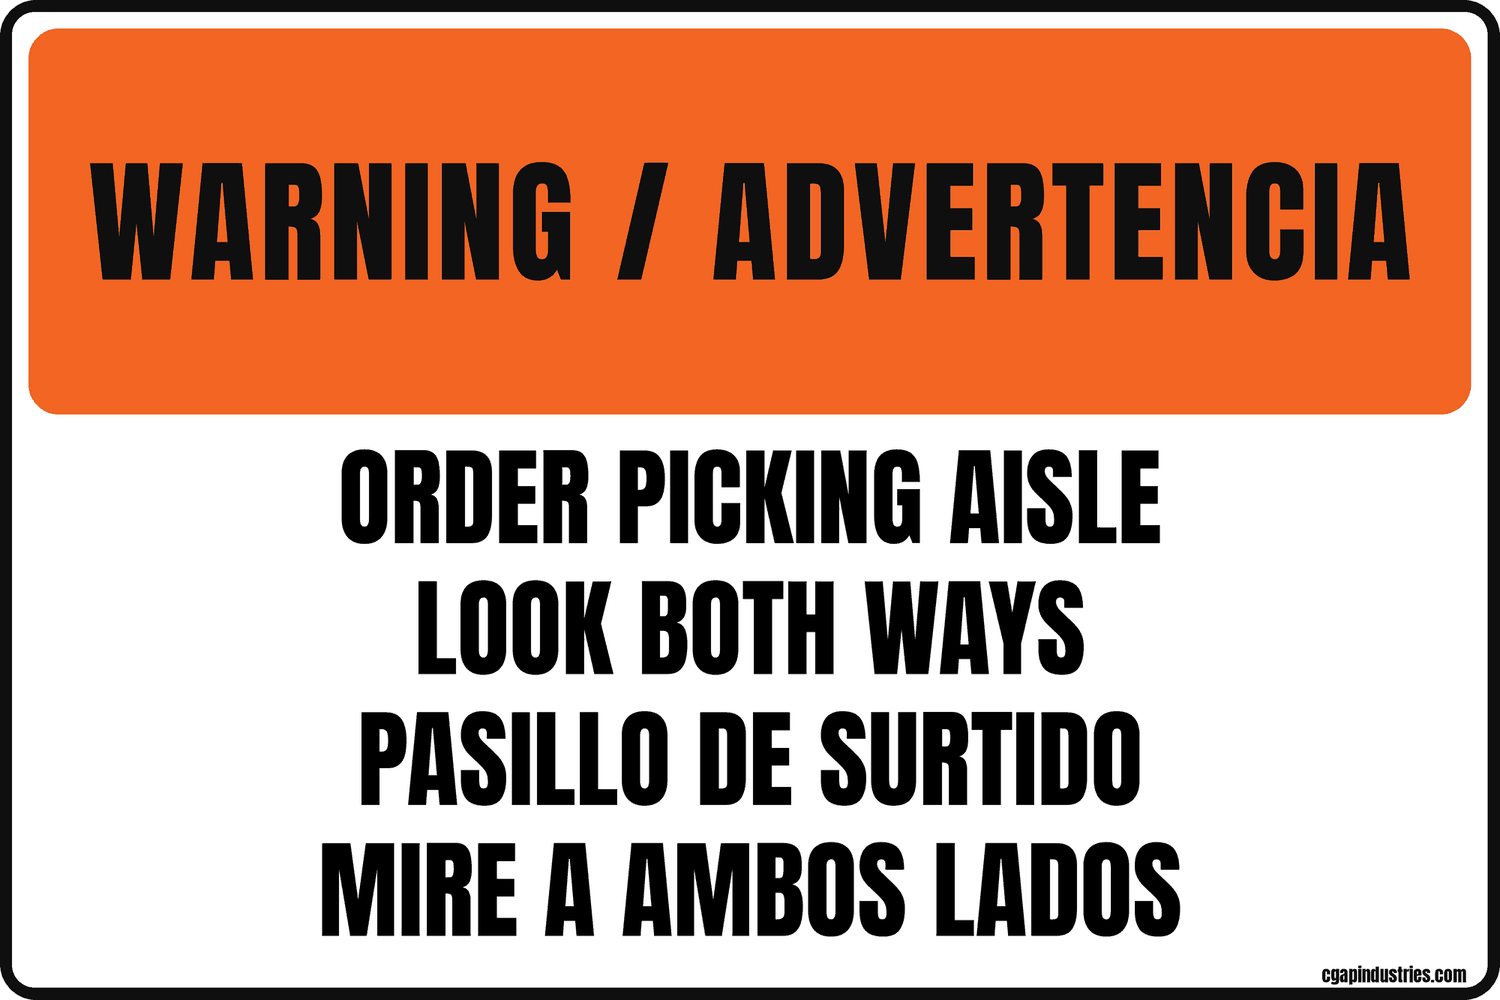 WARNING / ADVERTENCIA
ORDER PICKING AISLE
LOOK BOTH WAYS
PASILLO DE SURTIDO
MIRE A AMBOS LADOS
cgapindustries.com